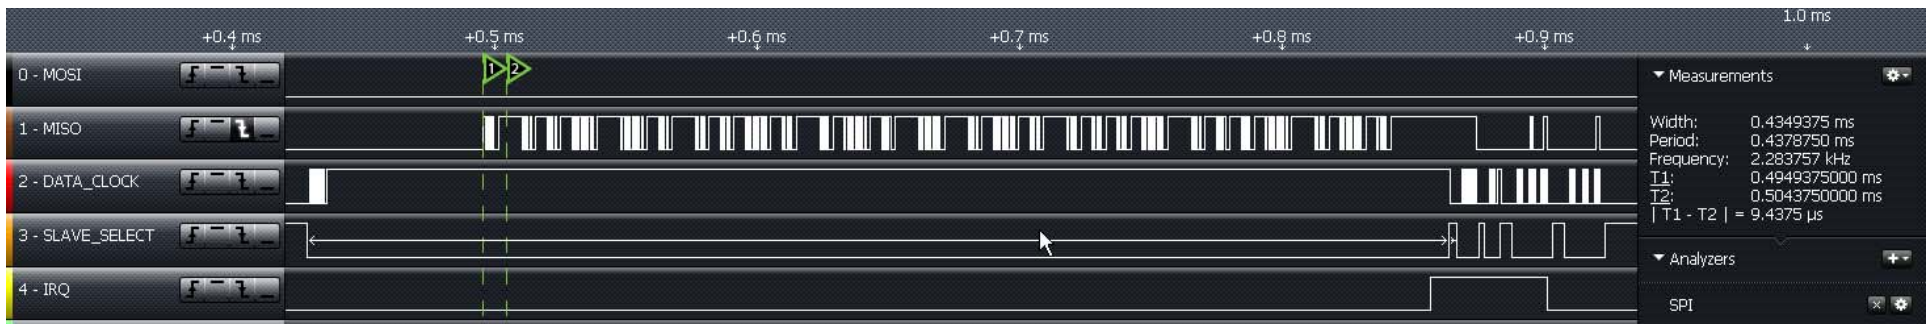 1.0 ms
+0.4 ms +0.5 ms +0.6 ms +0.7 ms +0.8 ms +0.9 ms
0 - MOSI
1 2
1 - MISO
2 - DATA_CLOCK
3 - SLAVE_SELECT
4 - IRQ
Measurements
Width: 0.4349375 ms
Period: 0.4378750 ms
Frequency: 2.283757 kHz
T1: 0.4949375000 ms
T2: 0.5043750000 ms
| T1 - T2 | = 9.4375 µs
Analyzers
SPI